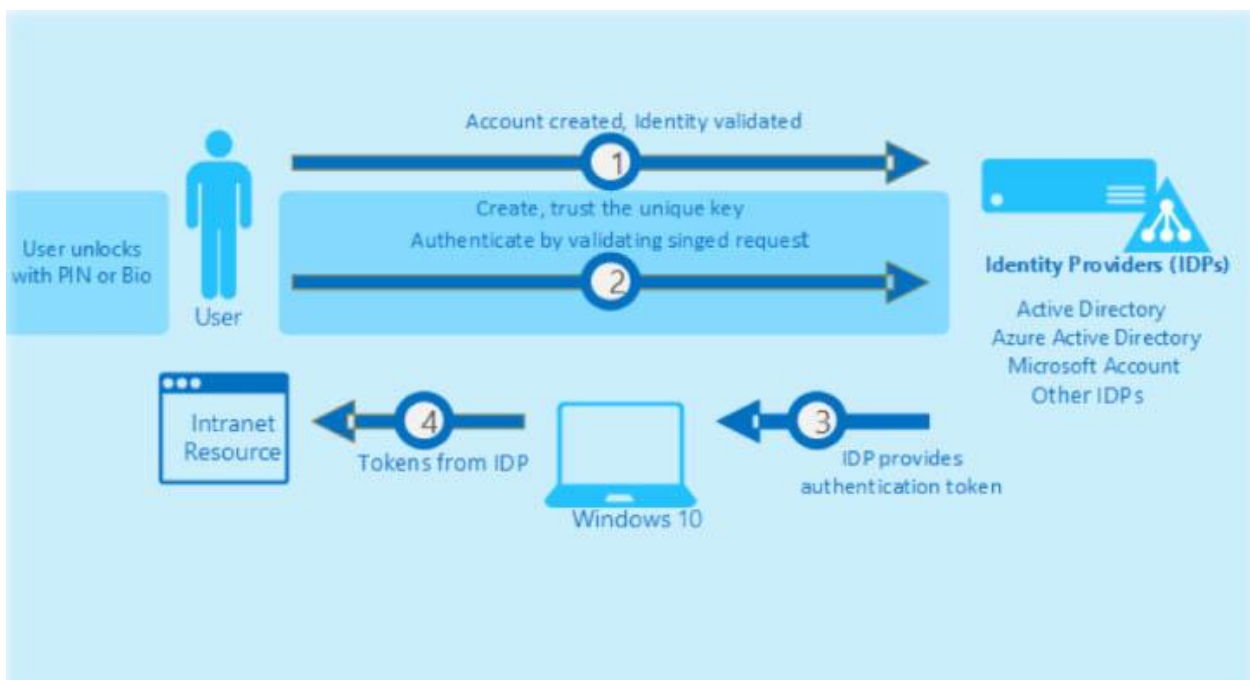 Account created, Identity validated
1
Create, trust the unique key
Authenticate by validating singed request
2
User unlocks
with PIN or Bio
User
Identity Providers (IDPs)
Active Directory
Azure Active Directory
Microsoft Account
Other IDPs
Intranet
Resource
4
Tokens from IDP
Windows 10
3
IDP provides
authentication token